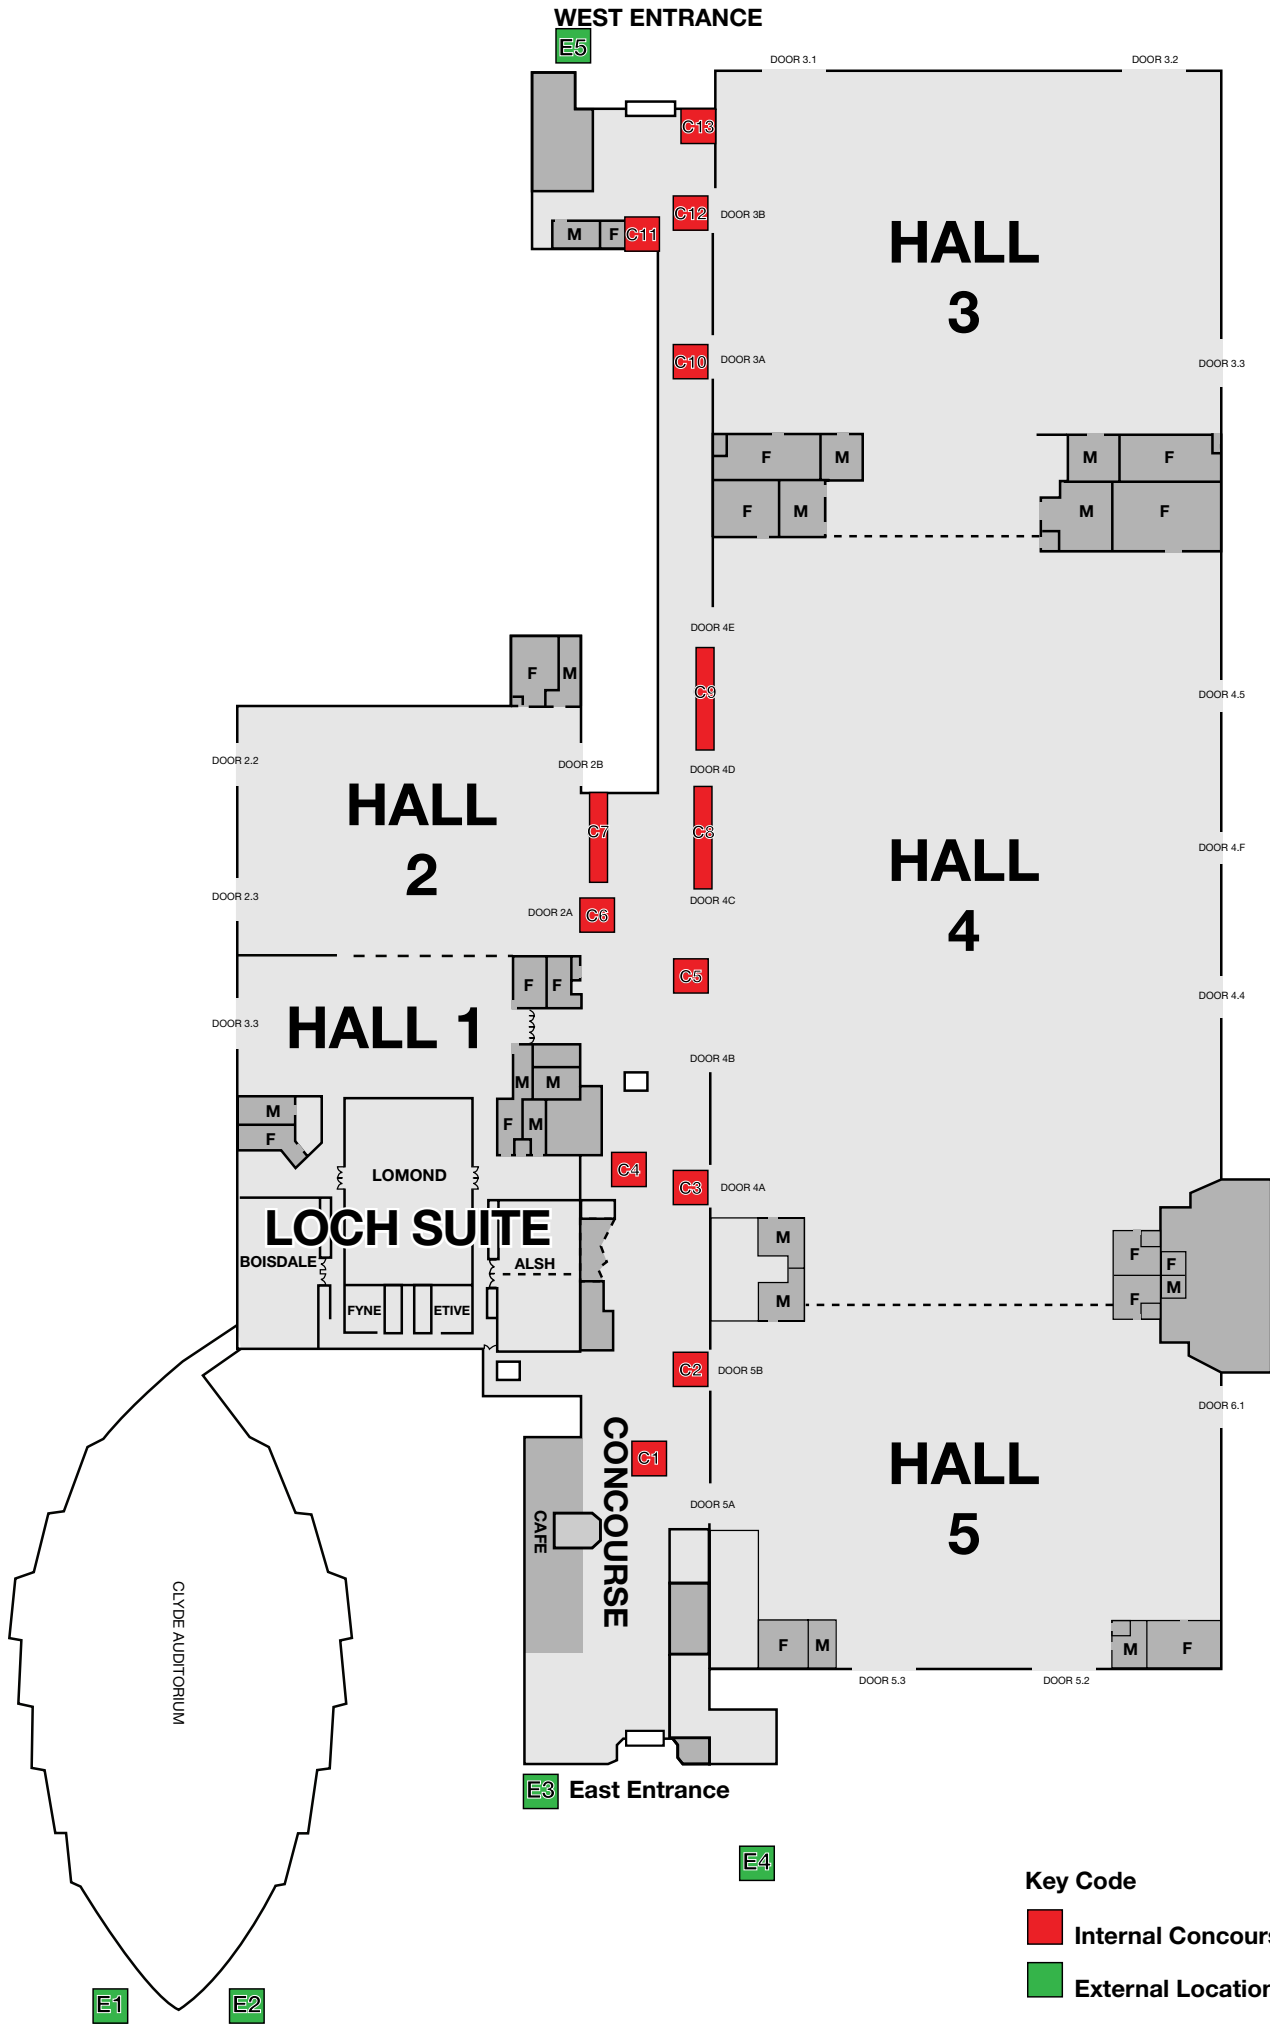 WEST ENTRANCE
E5
DOOR 3.1
DOOR 3.2
C13
C12
DOOR 3B
M
F
C11
HALL
3
C10
DOOR 3A
DOOR 3.3
F
M
M
F
F
M
M
F
DOOR 4E
F
M
C9
DOOR 4.5
DOOR 2.2
DOOR 2B
DOOR 4D
HALL
2
C7
C8
HALL
4
DOOR 4.F
DOOR 2.3
DOOR 2A
C6
DOOR 4C
C5
F
F
DOOR 4.4
DOOR 3.3
HALL 1
DOOR 4B
M
M
M
F
F
M
C4
C3
DOOR 4A
LOMOND
LOCH SUITE
BOISDALE
ALSH
FYNE
ETIVE
M
M
F
F
F
M
C2
DOOR 5B
DOOR 6.1
CONCOURSE
C1
HALL
5
DOOR 5A
CAFE
CLYDE AUDITORIUM
F
M
M
F
DOOR 5.3
DOOR 5.2
E3
East Entrance
E4
Key Code
Internal Concours
External Location
E1
E2